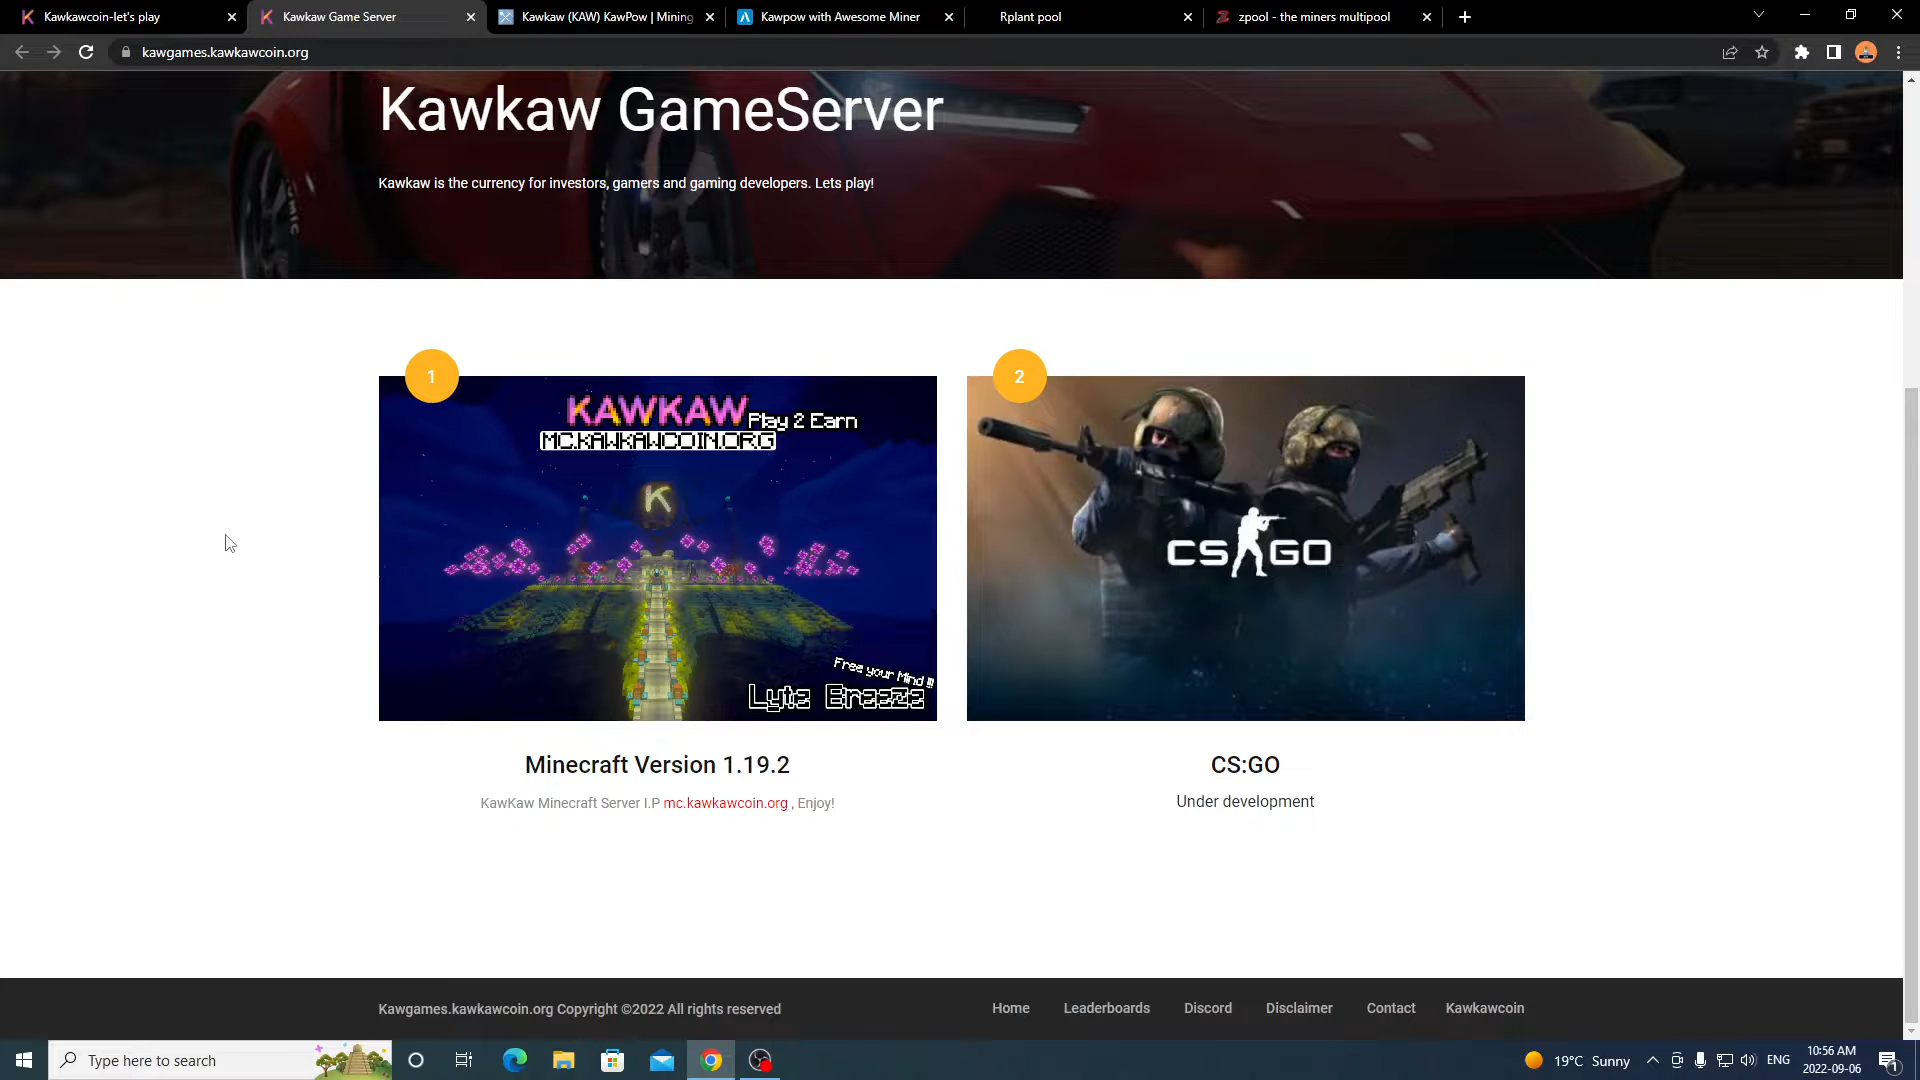 Kawkawcoin-let's play
Kawkaw Game Server
Kawkaw (KAW) KawPow | Mining
Kawpow with Awesome Miner
Rplant pool
zpool - the miners multipool
kawgames.kawkawcoin.org
Kawkaw GameServer
Kawkaw is the currency for investors, gamers and gaming developers. Lets play!
1
KAWKAW Play 2 Earn
MC.KAWKAWCOIN.ORG
K
Free your Mind !!!
Lytz Brazzz
2
CS GO
Minecraft Version 1.19.2
KawKaw Minecraft Server I.P mc.kawkawcoin.org , Enjoy!
CS:GO
Under development
Kawgames.kawkawcoin.org Copyright ©2022 All rights reserved
Home
Leaderboards
Discord
Disclaimer
Contact
Kawkawcoin
Type here to search
19°C Sunny
ENG
10:56 AM
2022-09-06
1